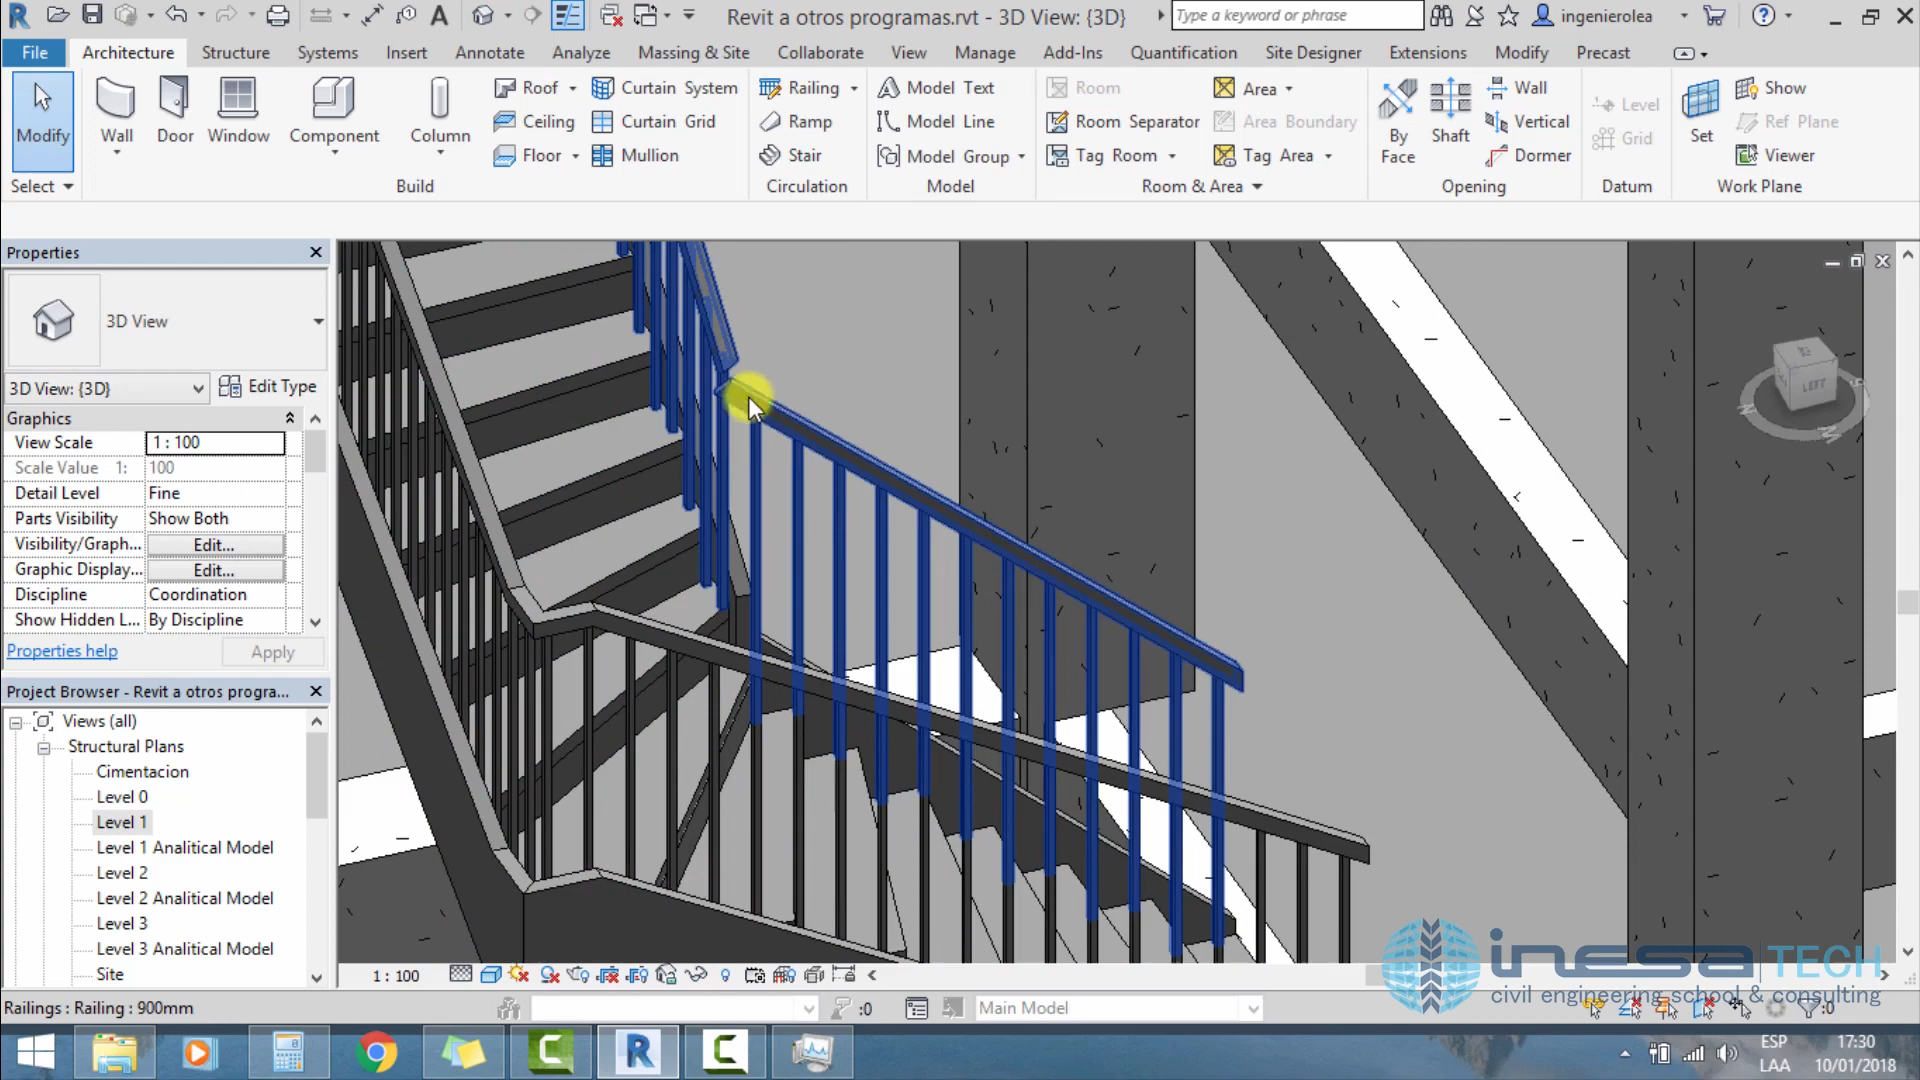 Revit a otros programas.rvt - 3D View: {3D}
Type a keyword or phrase
ingenierolea
File
Architecture
Structure
Systems
Insert
Annotate
Analyze
Massing & Site
Collaborate
View
Manage
Add-Ins
Quantification
Site Designer
Extensions
Modify
Precast
Modify
Wall
Door
Window
Component
Column
Roof
Ceiling
Floor
Curtain System
Curtain Grid
Mullion
Railing
Ramp
Stair
Model Text
Model Line
Model Group
Room
Room Separator
Tag Room
Area
Area Boundary
Tag Area
By Face
Shaft
Wall
Vertical
Dormer
Level
Grid
Set
Show
Ref Plane
Viewer
Select
Build
Circulation
Model
Room & Area
Opening
Datum
Work Plane
Properties
3D View
3D View: {3D}
Edit Type
Graphics
View Scale 1 : 100
Scale Value 1: 100
Detail Level Fine
Parts Visibility Show Both
Visibility/Graph... Edit...
Graphic Display... Edit...
Discipline Coordination
Show Hidden L... By Discipline
Properties help
Apply
Project Browser - Revit a otros progra...
Views (all)
Structural Plans
Cimentacion
Level 0
Level 1
Level 1 Analitical Model
Level 2
Level 2 Analitical Model
Level 3
Level 3 Analitical Model
Site
LEFT
1 : 100
inesa TECH
civil engineering school & consulting
Railings : Railing : 900mm
:0
Main Model
:0
ESP
LAA
17:30
10/01/2018